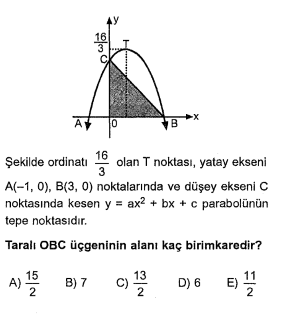 y
16/3
T
C
A
0
B
x
Şekilde ordinatı 16/3 olan T noktası, yatay ekseni
A(–1, 0), B(3, 0) noktalarında ve düşey ekseni C
noktasında kesen y = ax² + bx + c parabolünün
tepe noktasıdır.
Taralı OBC üçgeninin alanı kaç birimkaredir?
A) 15/2 B) 7 C) 13/2 D) 6 E) 11/2